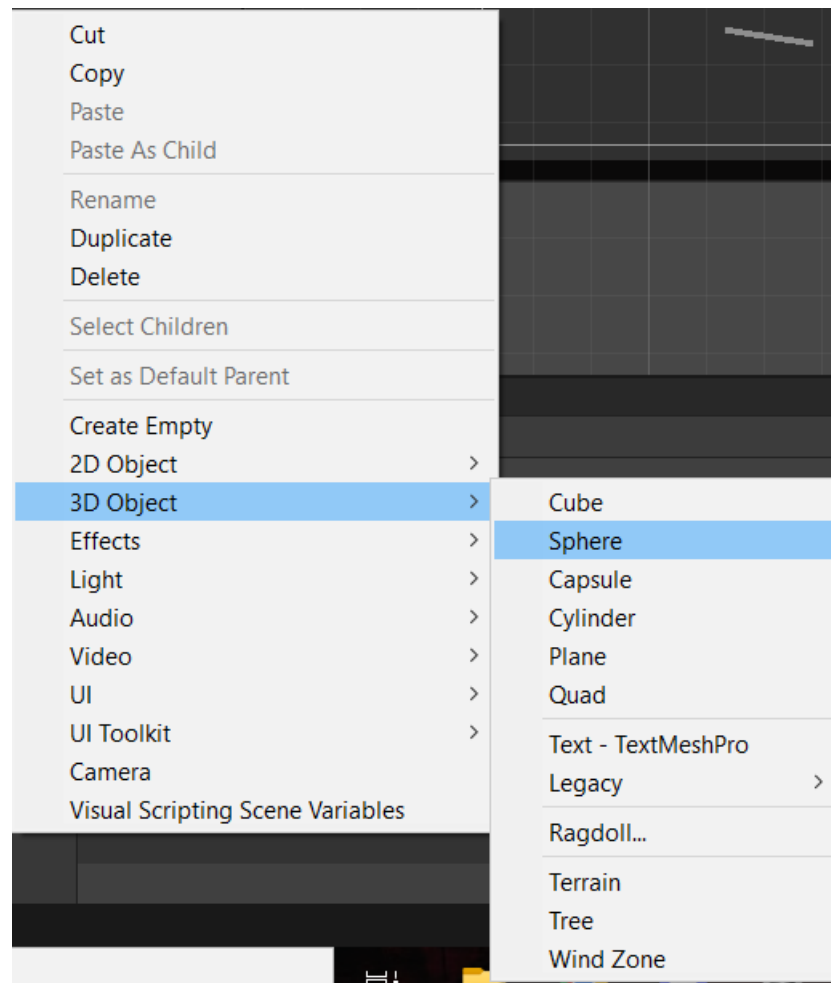 Cut
Copy
Paste
Paste As Child
Rename
Duplicate
Delete
Select Children
Set as Default Parent
Create Empty
2D Object
3D Object
Effects
Light
Audio
Video
UI
UI Toolkit
Camera
Visual Scripting Scene Variables
Cube
Sphere
Capsule
Cylinder
Plane
Quad
Text - TextMeshPro
Legacy
Ragdoll...
Terrain
Tree
Wind Zone